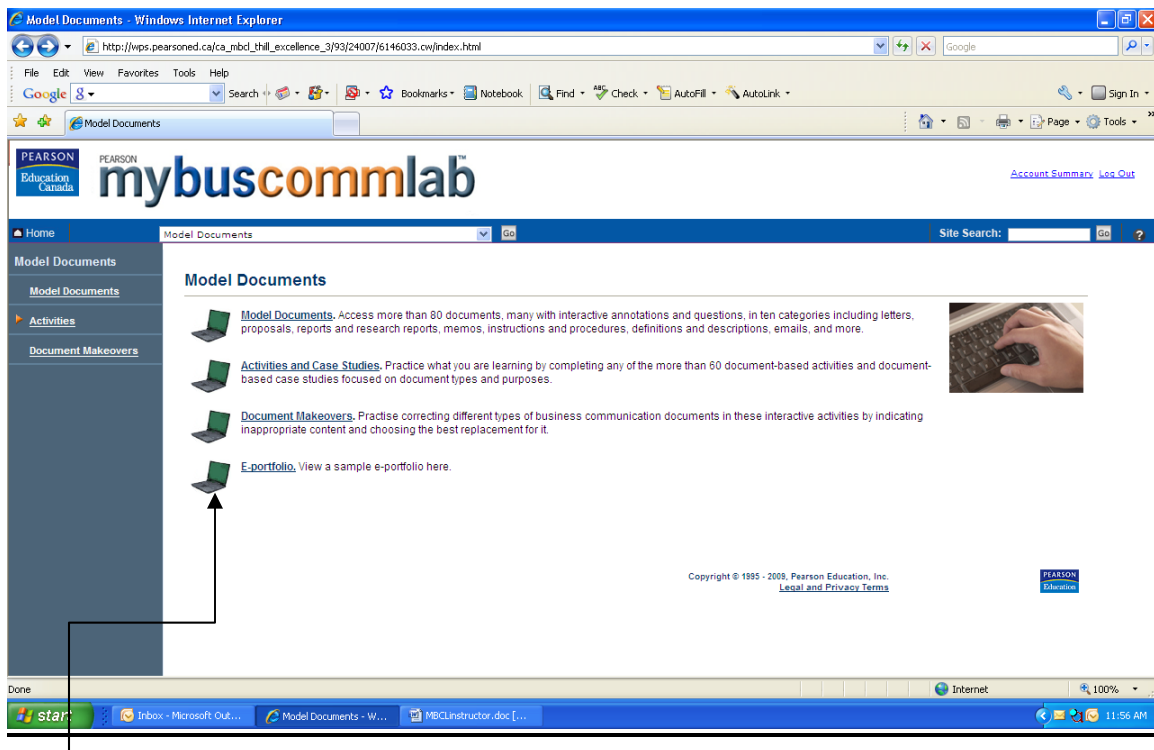 Model Documents - Windows Internet Explorer
http://wps.pearsoned.ca/ca_mbcl_thill_excellence_3/93/24007/6146033.cw/index.html
Google
File Edit View Favorites Tools Help
Google Search Bookmarks Notebook Find Check AutoFill AutoLink Sign In
Model Documents Page Tools
PEARSON
Education
Canada
PEARSON
mybuscommlab™
Account Summary Log Out
Home Model Documents Go Site Search: Go ?
Model Documents
Model Documents
Activities
Document Makeovers
Model Documents
Model Documents. Access more than 80 documents, many with interactive annotations and questions, in ten categories including letters,
proposals, reports and research reports, memos, instructions and procedures, definitions and descriptions, emails, and more.
Activities and Case Studies. Practice what you are learning by completing any of the more than 60 document-based activities and document-
based case studies focused on document types and purposes.
Document Makeovers. Practise correcting different types of business communication documents in these interactive activities by indicating
inappropriate content and choosing the best replacement for it.
E-portfolio. View a sample e-portfolio here.
Copyright © 1995 - 2009, Pearson Education, Inc.
Legal and Privacy Terms
PEARSON
Education
Done Internet 100%
start Inbox - Microsoft Out... Model Documents - W... MBCLinstructor.doc [... 11:56 AM